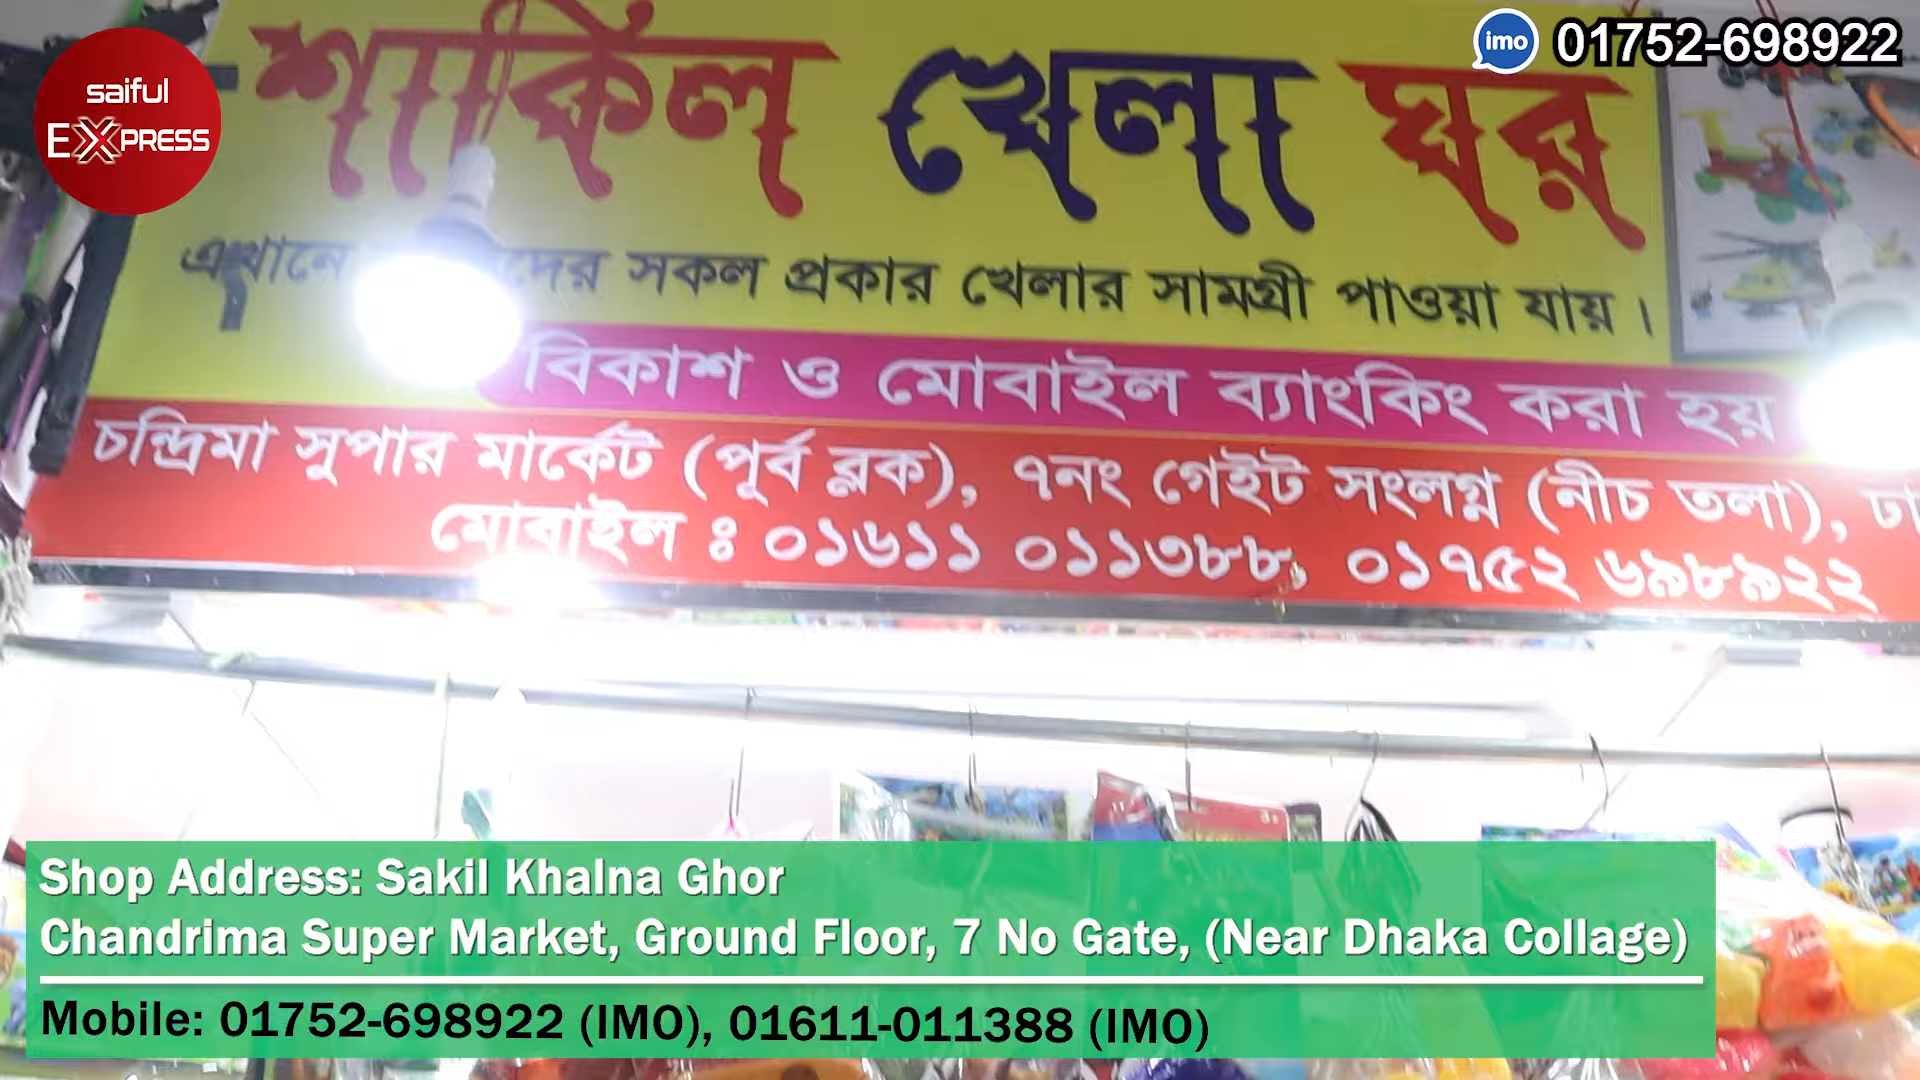 saiful
EXPRESS
imo 01752-698922
শাকিল খেলা ঘর
এখানে সকল প্রকার খেলার সামগ্রী পাওয়া যায়।
বিকাশ ও মোবাইল ব্যাংকিং করা হয়
চন্দ্রিমা সুপার মার্কেট (পূর্ব ব্লক), ৭নং গেইট সংলগ্ন (নীচ তলা),
মোবাইল ঃ ০১৬১১ ০১১৩৮৮, ০১৭৫২ ৬৯৮৯২২
Shop Address: Sakil Khalna Ghor
Chandrima Super Market, Ground Floor, 7 No Gate, (Near Dhaka Collage)
Mobile: 01752-698922 (IMO), 01611-011388 (IMO)